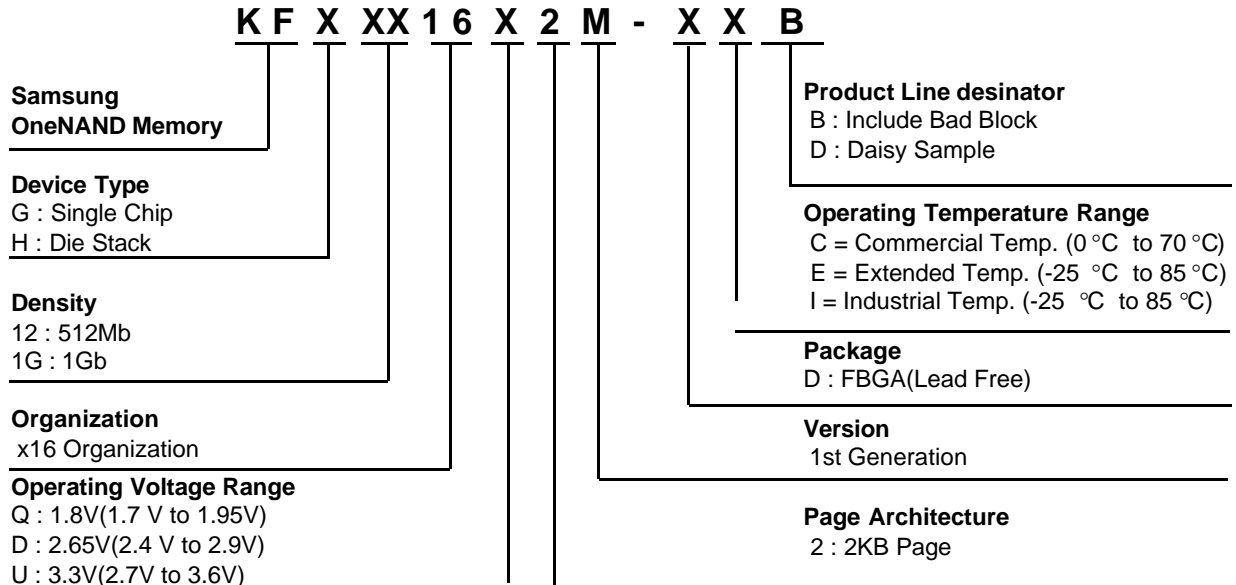 K F X XX 1 6 X 2 M - X X B
Samsung
OneNAND Memory
Device Type
G : Single Chip
H : Die Stack
Density
12 : 512Mb
1G : 1Gb
Organization
x16 Organization
Operating Voltage Range
Q : 1.8V(1.7 V to 1.95V)
D : 2.65V(2.4 V to 2.9V)
U : 3.3V(2.7V to 3.6V)
Product Line desinator
B : Include Bad Block
D : Daisy Sample
Operating Temperature Range
C = Commercial Temp. (0 °C to 70 °C)
E = Extended Temp. (-25 °C to 85 °C)
I = Industrial Temp. (-25 °C to 85 °C)
Package
D : FBGA(Lead Free)
Version
1st Generation
Page Architecture
2 : 2KB Page